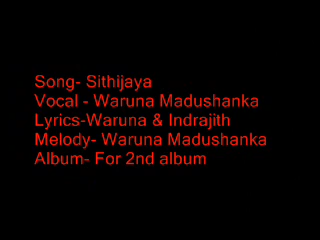 Song- Sithijaya
Vocal - Waruna Madushanka
Lyrics-Waruna & Indrajith
Melody- Waruna Madushanka
Album- For 2nd album